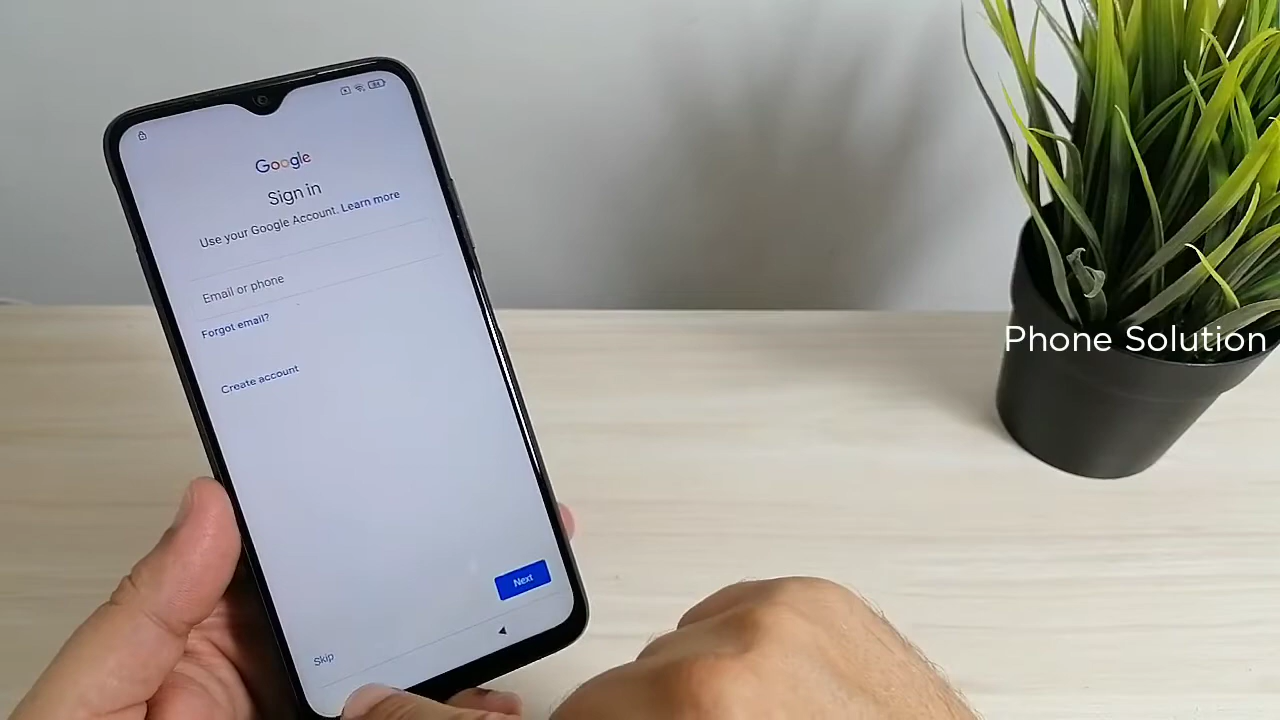 Google
Sign in
Use your Google Account. Learn more
Email or phone
Forgot email?
Create account
Next
Skip
Phone Solution